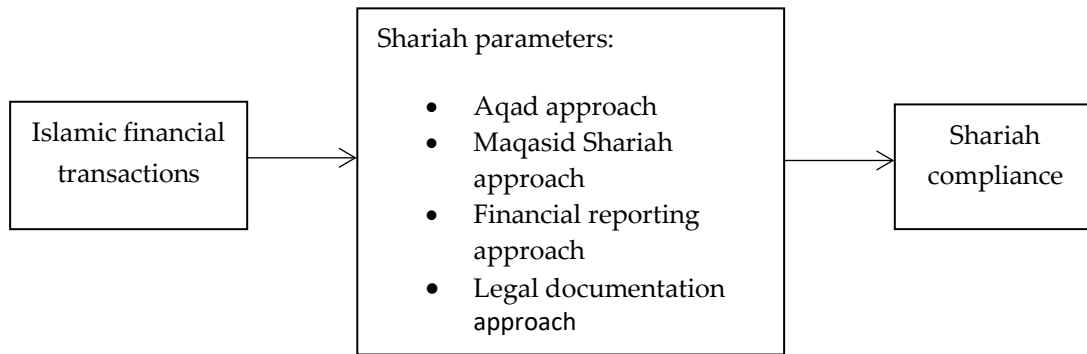 Islamic financial
transactions
Shariah parameters:
• Aqad approach
• Maqasid Shariah
approach
• Financial reporting
approach
• Legal documentation
approach
Shariah
compliance